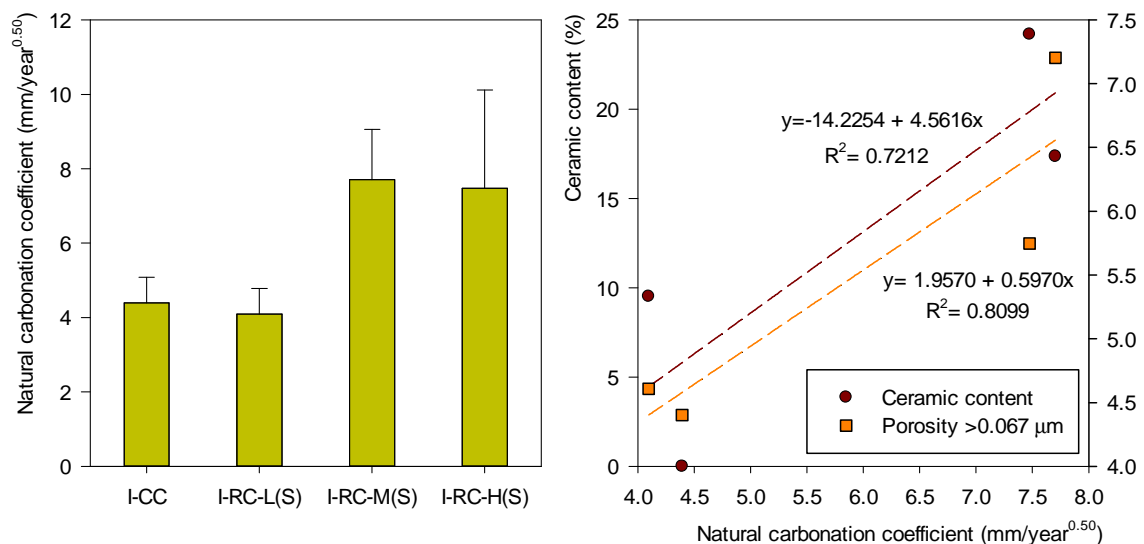 Natural carbonation coefficient (mm/year^0.50)
12
10
8
6
4
2
0
I-CC I-RC-L(S) I-RC-M(S) I-RC-H(S)
Ceramic content (%)
25
20
15
10
5
0
y=-14.2254 + 4.5616x
R²= 0.7212
y= 1.9570 + 0.5970x
R²= 0.8099
Ceramic content
Porosity >0.067 μm
7.5
7.0
6.5
6.0
5.5
5.0
4.5
4.0
4.0 4.5 5.0 5.5 6.0 6.5 7.0 7.5 8.0
Natural carbonation coefficient (mm/year^0.50)